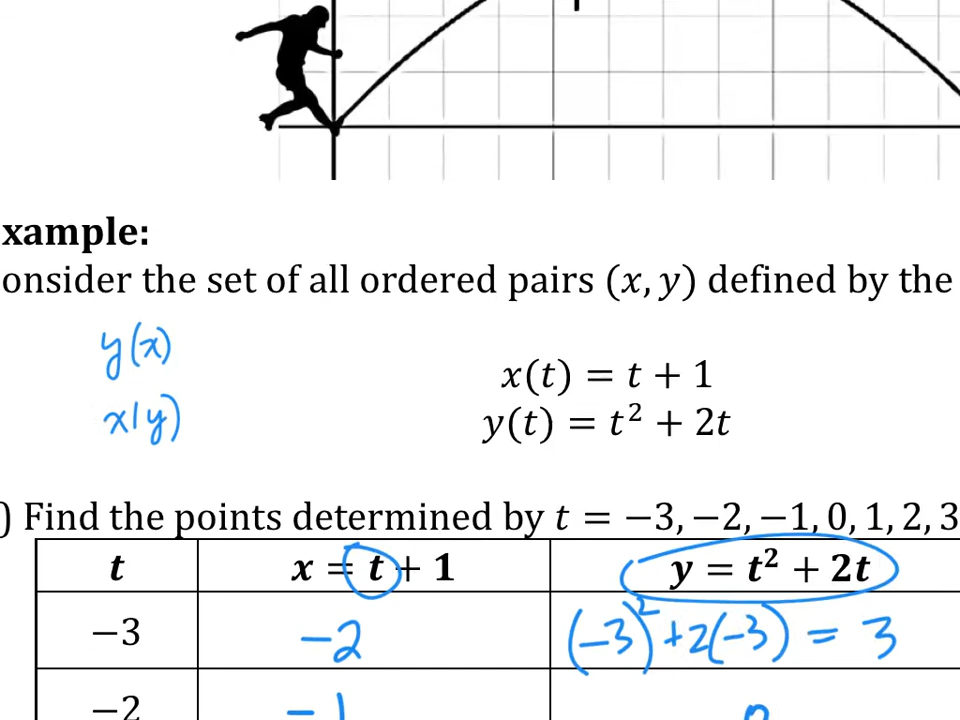 xample:
onsider the set of all ordered pairs (x, y) defined by the
y(x)
x(t) = t + 1
x(y)
y(t) = t² + 2t
) Find the points determined by t = −3, −2, −1, 0, 1, 2, 3
t x = t + 1 y = t² + 2t
−3 −2 (−3)² + 2(−3) = 3
−2 −1